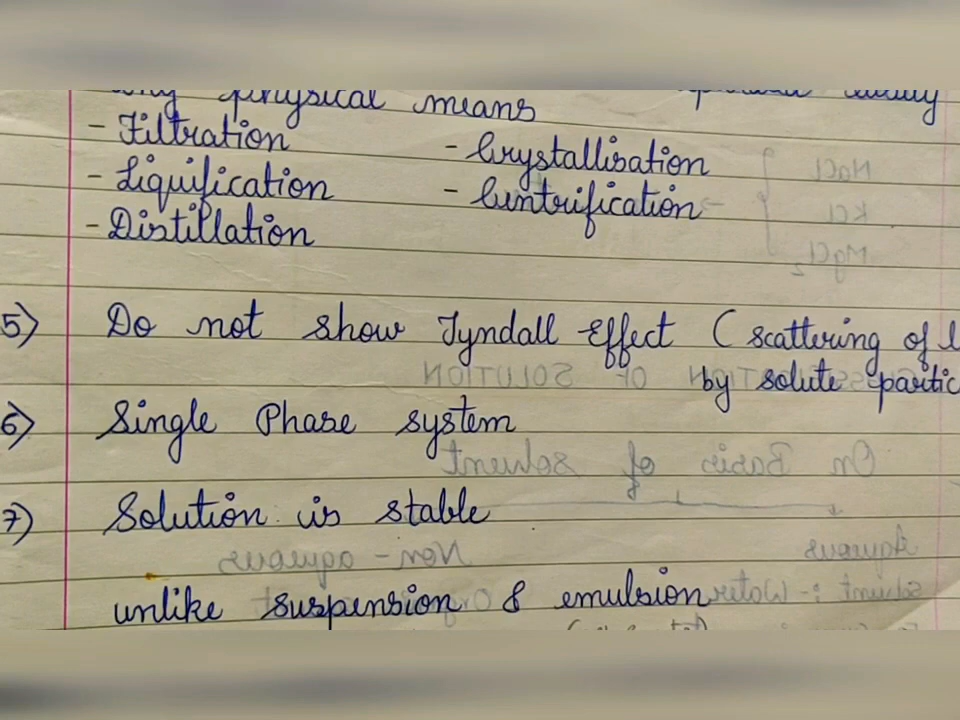 physical means
- Filtration - Crystallisation
- Liquification - Centrification
- Distillation
5) Do not show Tyndall Effect ( scattering of l
by solute partic
6) Single Phase system
7) Solution is stable
unlike suspension & emulsion